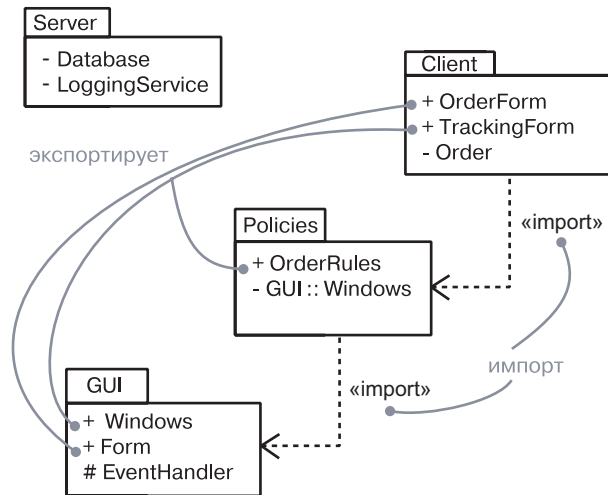 Server
- Database
- LoggingService
Client
+ OrderForm
+ TrackingForm
- Order
экспортирует
«import»
Policies
+ OrderRules
- GUI :: Windows
импорт
«import»
GUI
+ Windows
+ Form
# EventHandler